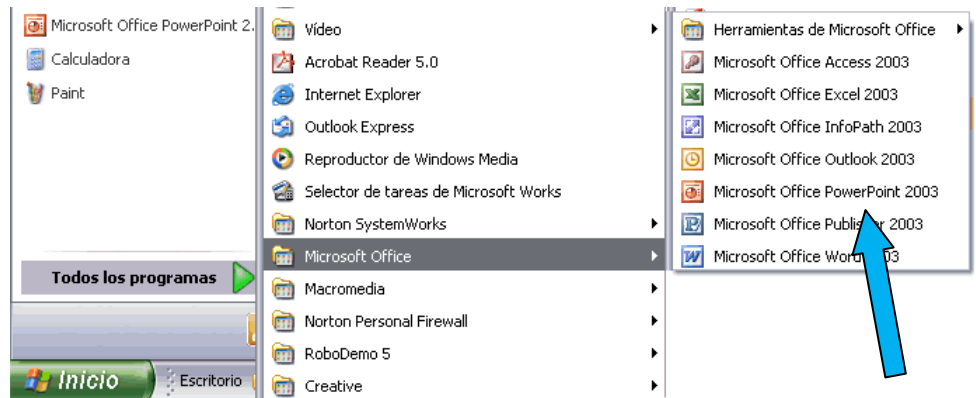 Microsoft Office PowerPoint 2.
Calculadora
Paint
Todos los programas
Inicio
Escritorio
Vídeo
Acrobat Reader 5.0
Internet Explorer
Outlook Express
Reproductor de Windows Media
Selector de tareas de Microsoft Works
Norton SystemWorks
Microsoft Office
Macromedia
Norton Personal Firewall
RoboDemo 5
Creative
Herramientas de Microsoft Office
Microsoft Office Access 2003
Microsoft Office Excel 2003
Microsoft Office InfoPath 2003
Microsoft Office Outlook 2003
Microsoft Office PowerPoint 2003
Microsoft Office Publisher 2003
Microsoft Office Word 2003